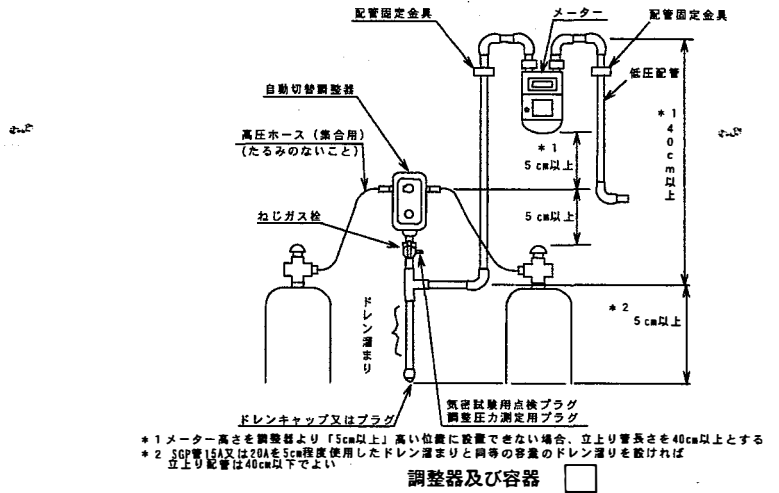 配管固定金具
メーター
配管固定金具
自動切替調整器
低圧配管
高圧ホース（集合用）
(たるみのないこと)
＊1
5cm以上
＊1
40cm以上
ねじガス栓
5cm以上
ドレン溜まり
＊2
5cm以上
ドレンキャップ又はプラグ
気密試験用点検プラグ
調整圧力測定用プラグ
＊1 メーター高さを調整器より「5cm以上」高い位置に設置できない場合、立上り管長さを40cm以上とする
＊2 SGP管15A又は20Aを5cm程度使用したドレン溜まりと同等の容量のドレン溜りを設ければ
立上り配管は40cm以下でよい
調整器及び容器